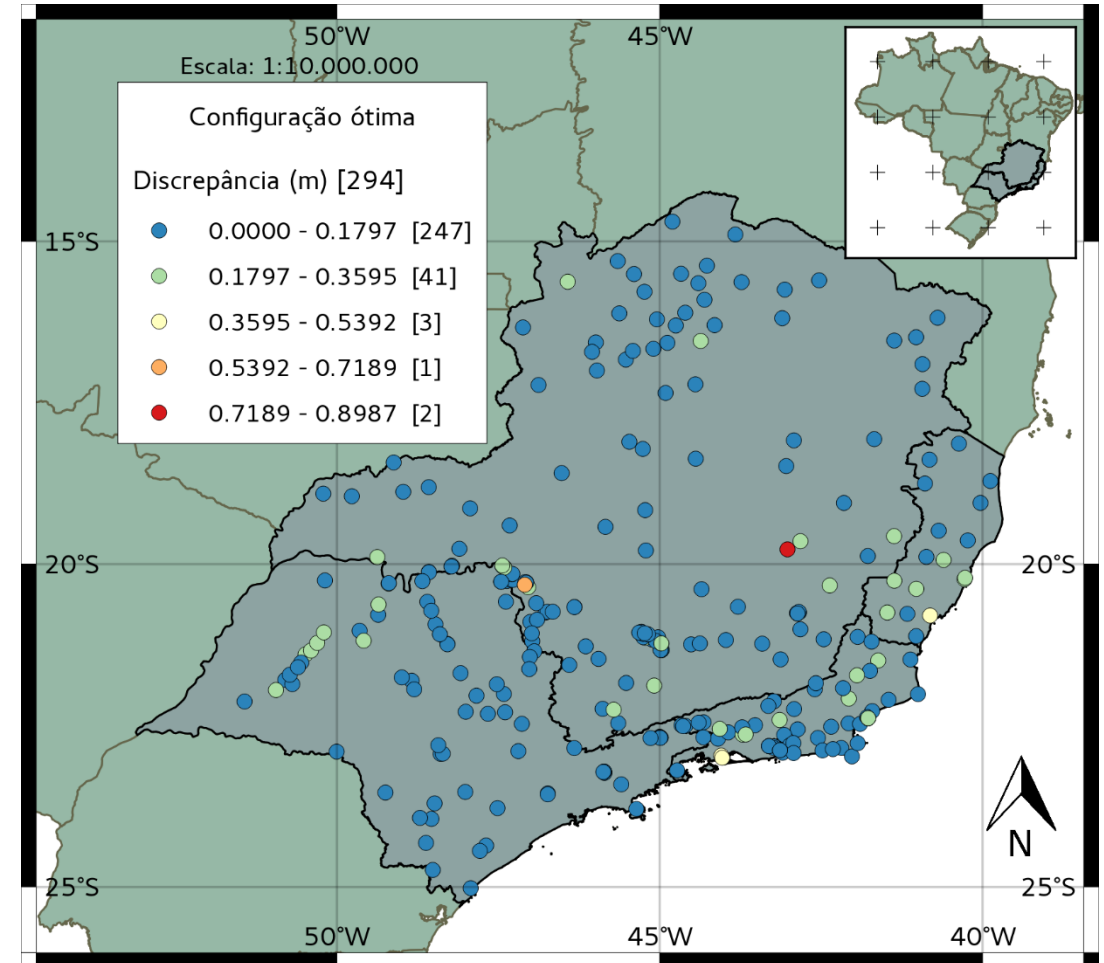 50°W
45°W
Escala: 1:10.000.000
Configuração ótima
Discrepância (m) [294]
0.0000 - 0.1797 [247]
0.1797 - 0.3595 [41]
0.3595 - 0.5392 [3]
0.5392 - 0.7189 [1]
0.7189 - 0.8987 [2]
15°S
20°S
20°S
N
25°S
25°S
50°W
45°W
40°W